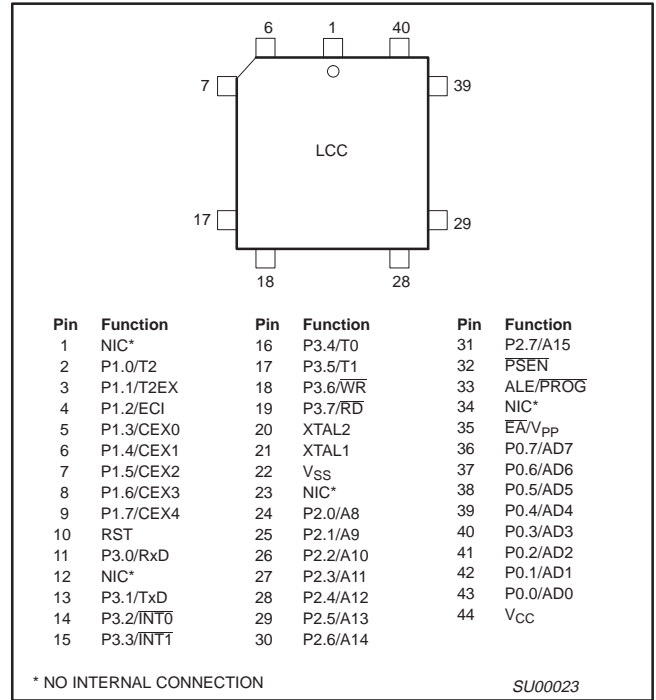 6 1 40
7 39
LCC
17 29
18 28
Pin Function Pin Function Pin Function
1 NIC* 16 P3.4/T0 31 P2.7/A15
2 P1.0/T2 17 P3.5/T1 32 P̅S̅E̅N̅
3 P1.1/T2EX 18 P3.6/W̅R̅ 33 ALE/P̅R̅O̅G̅
4 P1.2/ECI 19 P3.7/R̅D̅ 34 NIC*
5 P1.3/CEX0 20 XTAL2 35 E̅A̅/VPP
6 P1.4/CEX1 21 XTAL1 36 P0.7/AD7
7 P1.5/CEX2 22 VSS 37 P0.6/AD6
8 P1.6/CEX3 23 NIC* 38 P0.5/AD5
9 P1.7/CEX4 24 P2.0/A8 39 P0.4/AD4
10 RST 25 P2.1/A9 40 P0.3/AD3
11 P3.0/RxD 26 P2.2/A10 41 P0.2/AD2
12 NIC* 27 P2.3/A11 42 P0.1/AD1
13 P3.1/TxD 28 P2.4/A12 43 P0.0/AD0
14 P3.2/I̅N̅T̅0̅ 29 P2.5/A13 44 VCC
15 P3.3/I̅N̅T̅1̅ 30 P2.6/A14
* NO INTERNAL CONNECTION SU00023